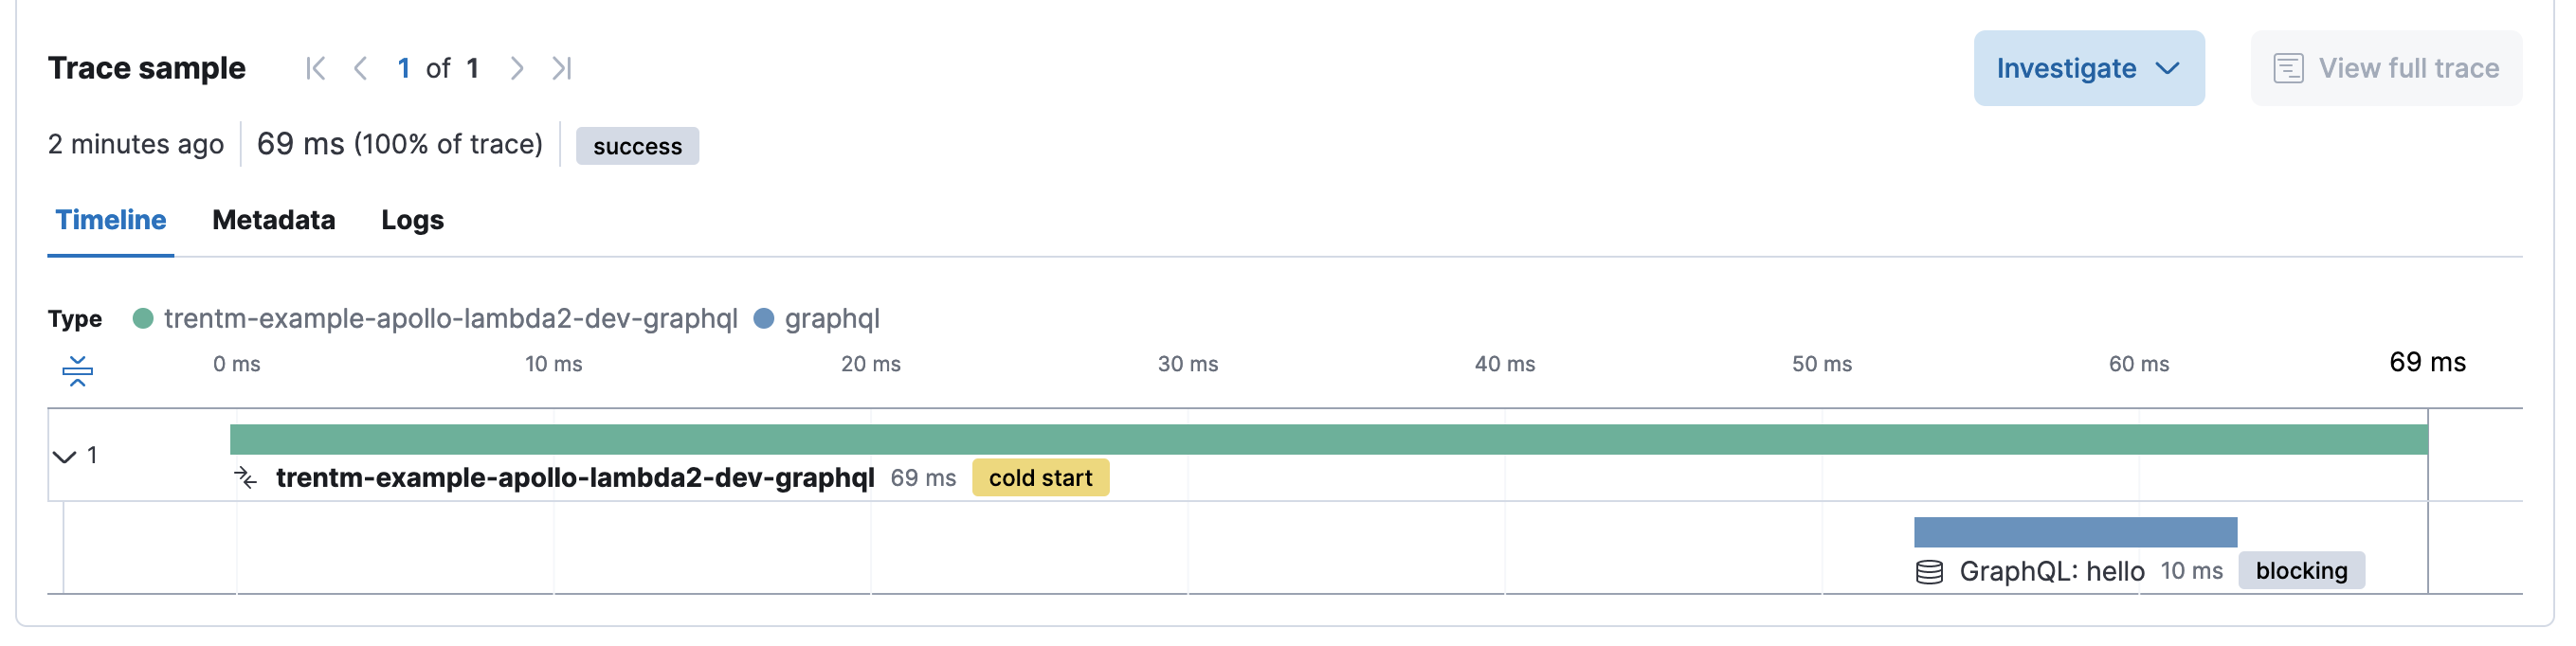 Trace sample 1 of 1 Investigate View full trace
2 minutes ago 69 ms (100% of trace) success
Timeline Metadata Logs
Type trentm-example-apollo-lambda2-dev-graphql graphql
0 ms 10 ms 20 ms 30 ms 40 ms 50 ms 60 ms 69 ms
1
trentm-example-apollo-lambda2-dev-graphql 69 ms cold start
GraphQL: hello 10 ms blocking